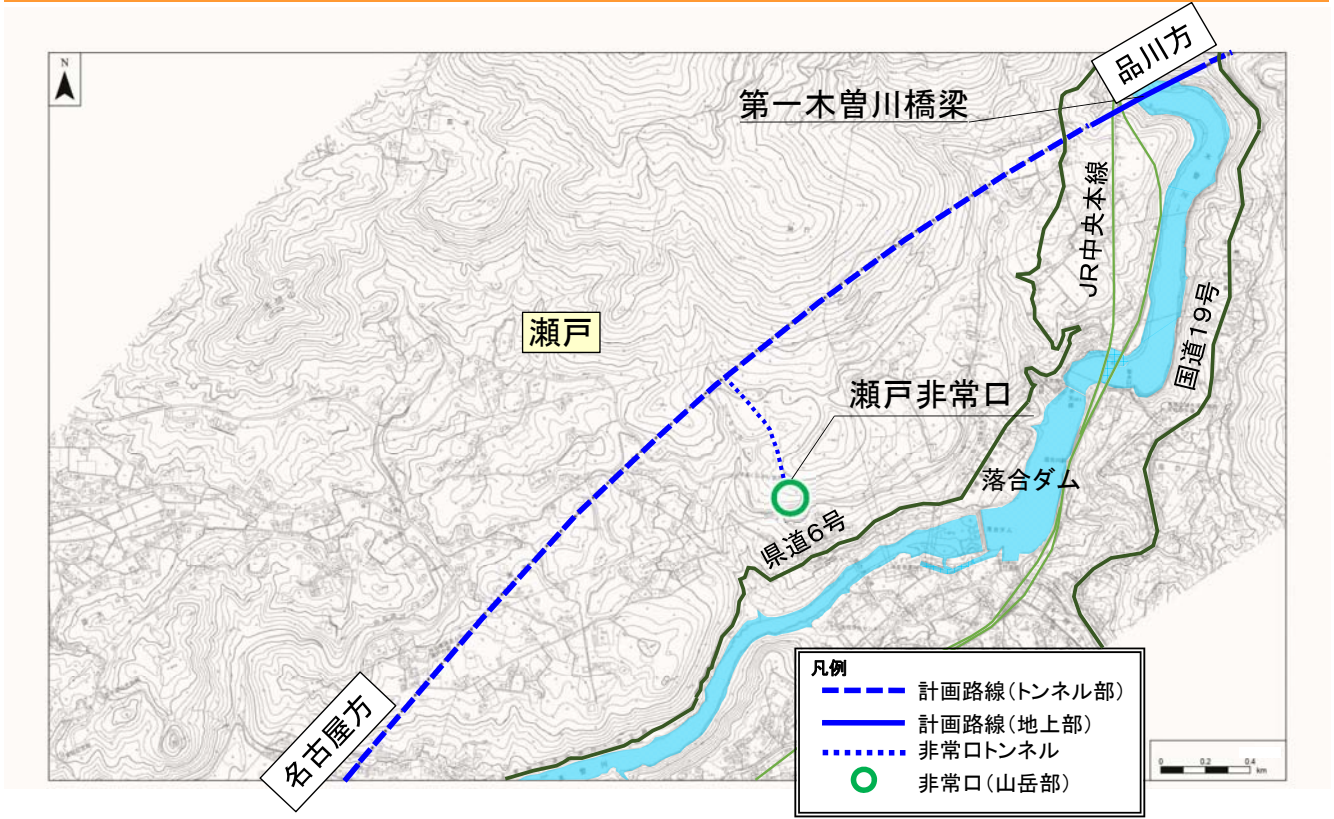 N
品川方
第一木曽川橋梁
JR中央本線
国道19号
瀬戸
瀬戸非常口
落合ダム
県道6号
名古屋方
凡例
計画路線(トンネル部)
計画路線(地上部)
非常口トンネル
非常口(山岳部)
0 0.2 0.4
km